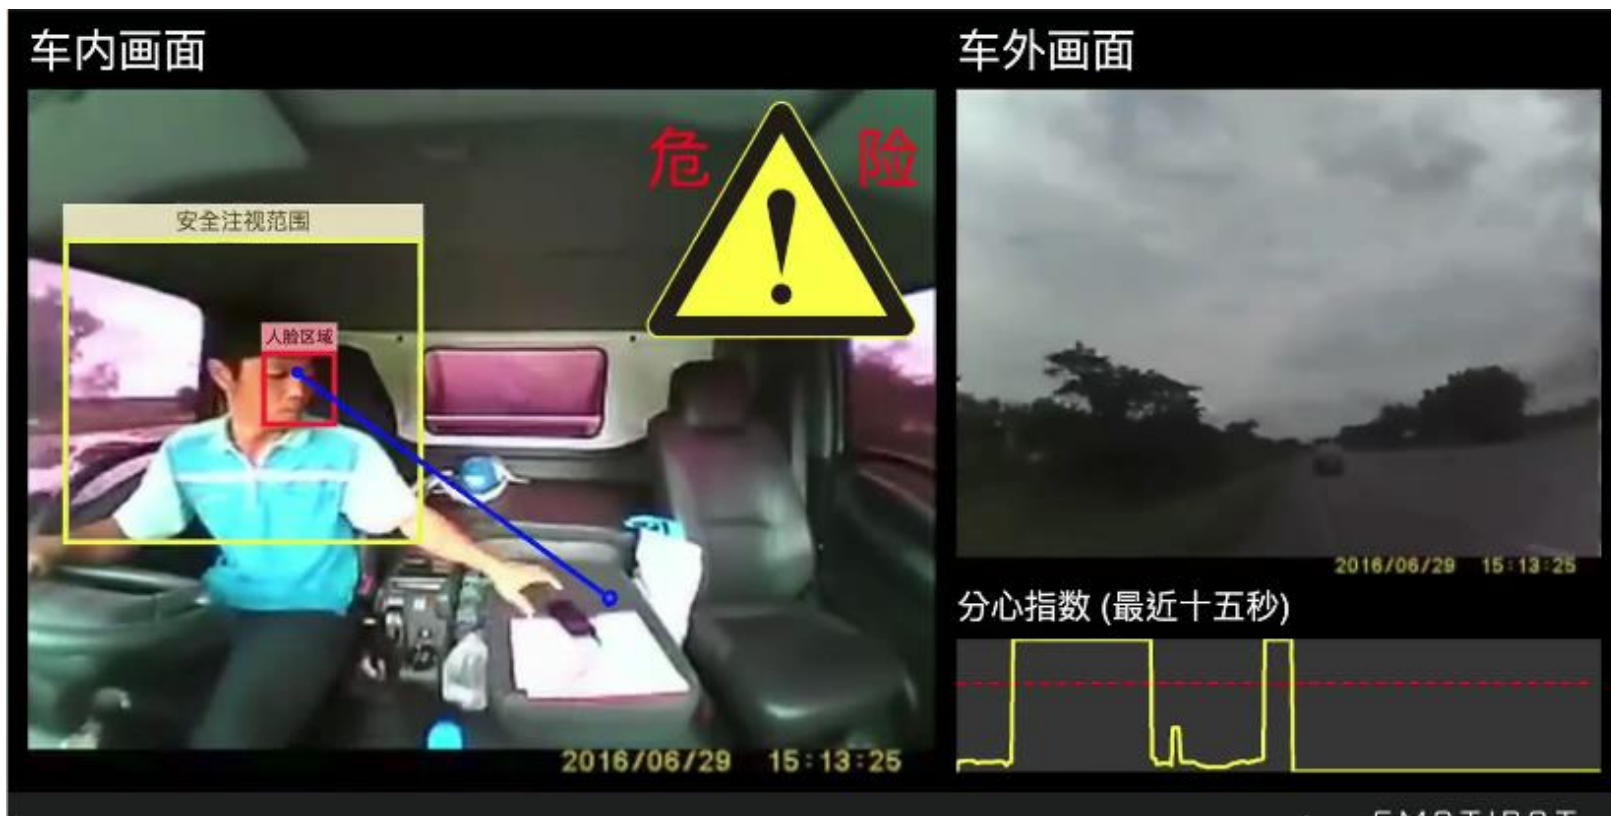 车内画面
车外画面
危 险
安全注视范围
人脸区域
2016/06/29 15:13:25
2016/06/29 15:13:25
分心指数 (最近十五秒)
EMOTIBOT